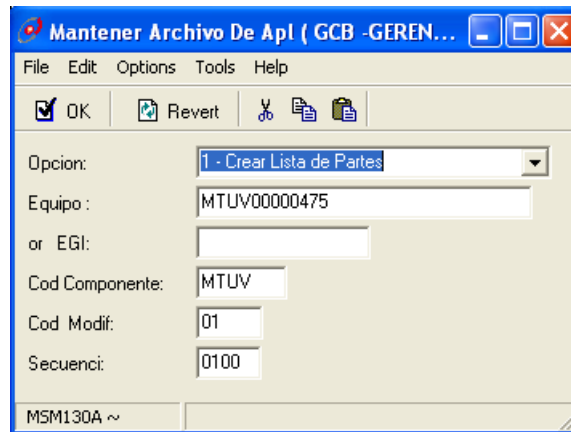 Mantener Archivo De Apl ( GCB -GEREN...
File Edit Options Tools Help
OK Revert
Opcion: 1 - Crear Lista de Partes
Equipo : MTUV00000475
or EGI:
Cod Componente: MTUV
Cod Modif: 01
Secuenci: 0100
MSM130A ~